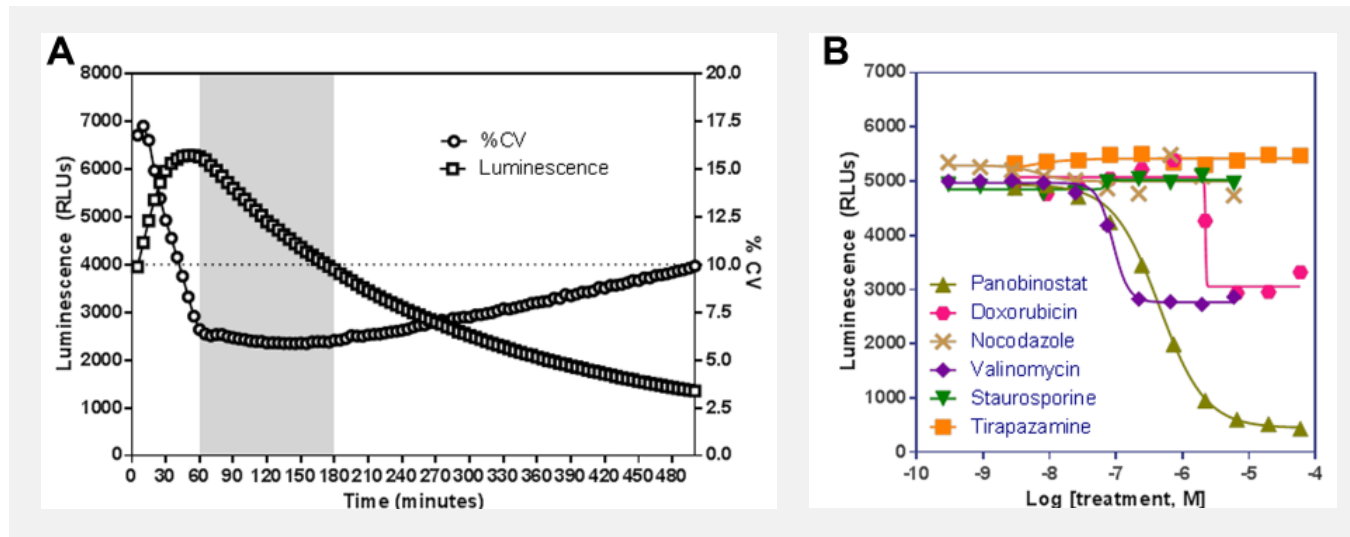 A
8000
7000
6000
5000
4000
3000
2000
1000
0
Luminescence (RLUs)
20.0
17.5
15.0
12.5
10.0
7.5
5.0
2.5
0.0
% CV
%CV
Luminescence
0 30 60 90 120 150 180 210 240 270 300 330 360 390 420 450 480
Time (minutes)
B
7000
6000
5000
4000
3000
2000
1000
0
Luminescence (RLUs)
Panobinostat
Doxorubicin
Nocodazole
Valinomycin
Staurosporine
Tirapazamine
-10 -9 -8 -7 -6 -5 -4
Log [treatment, M]